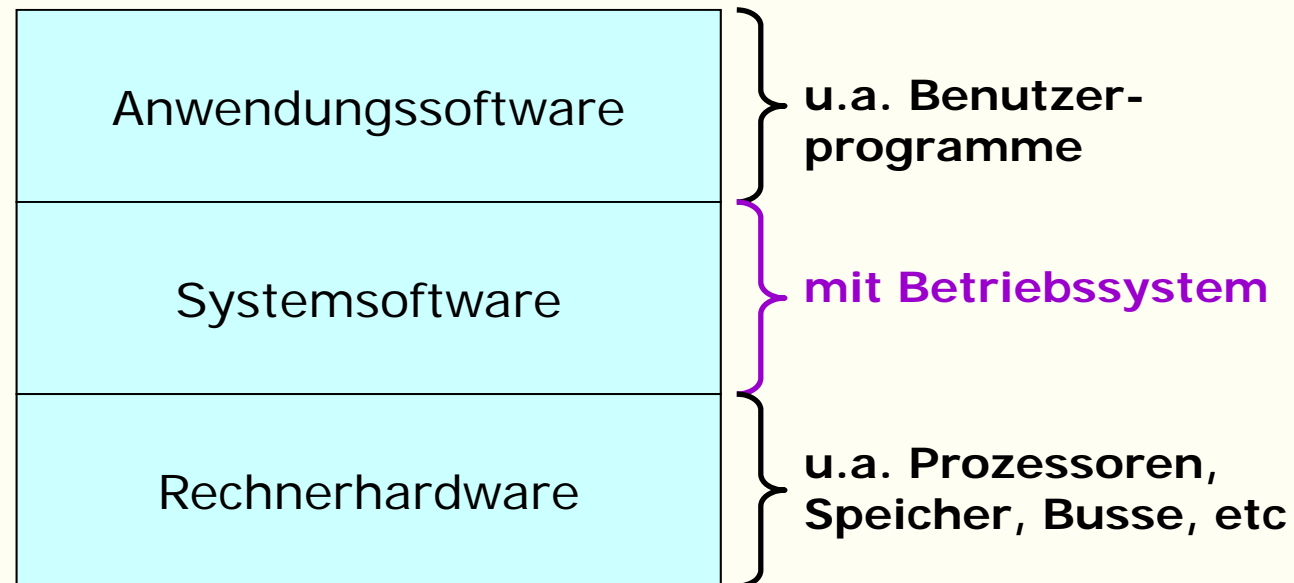 Anwendungssoftware
u.a. Benutzer-
programme
Systemsoftware
mit Betriebssystem
Rechnerhardware
u.a. Prozessoren,
Speicher, Busse, etc